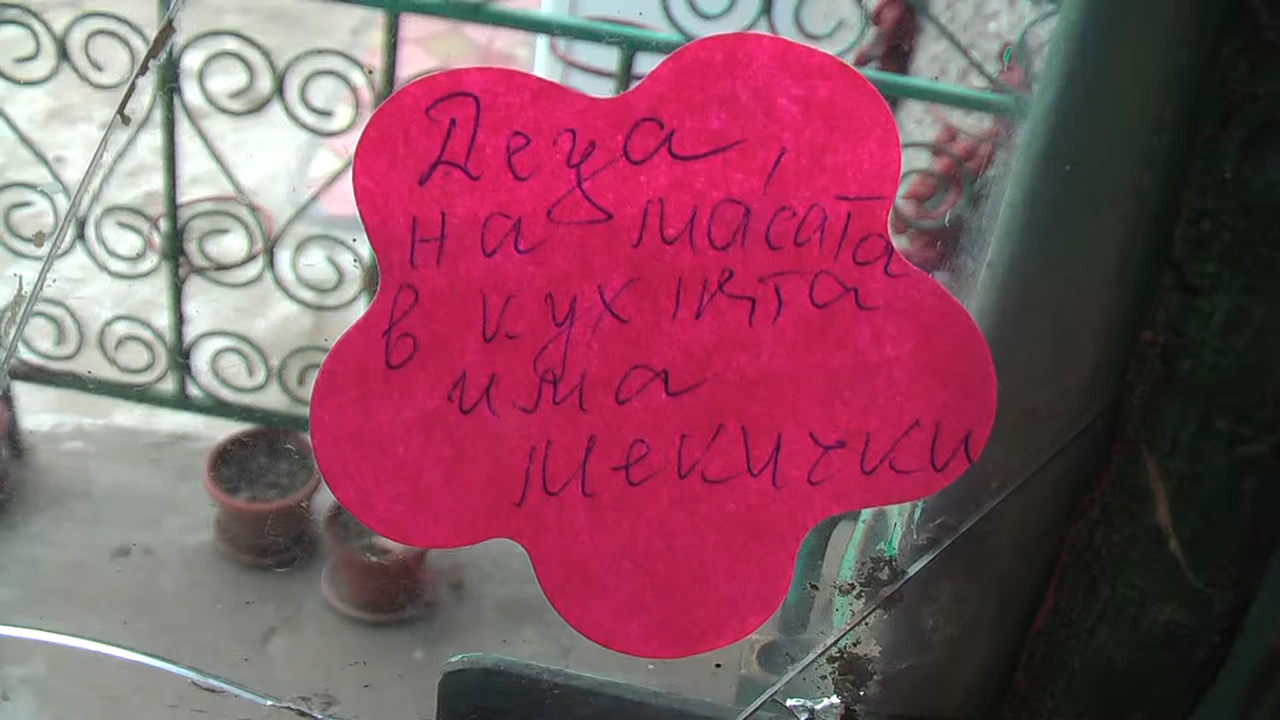 Деца,
на масата
в кухнята
има
мекички